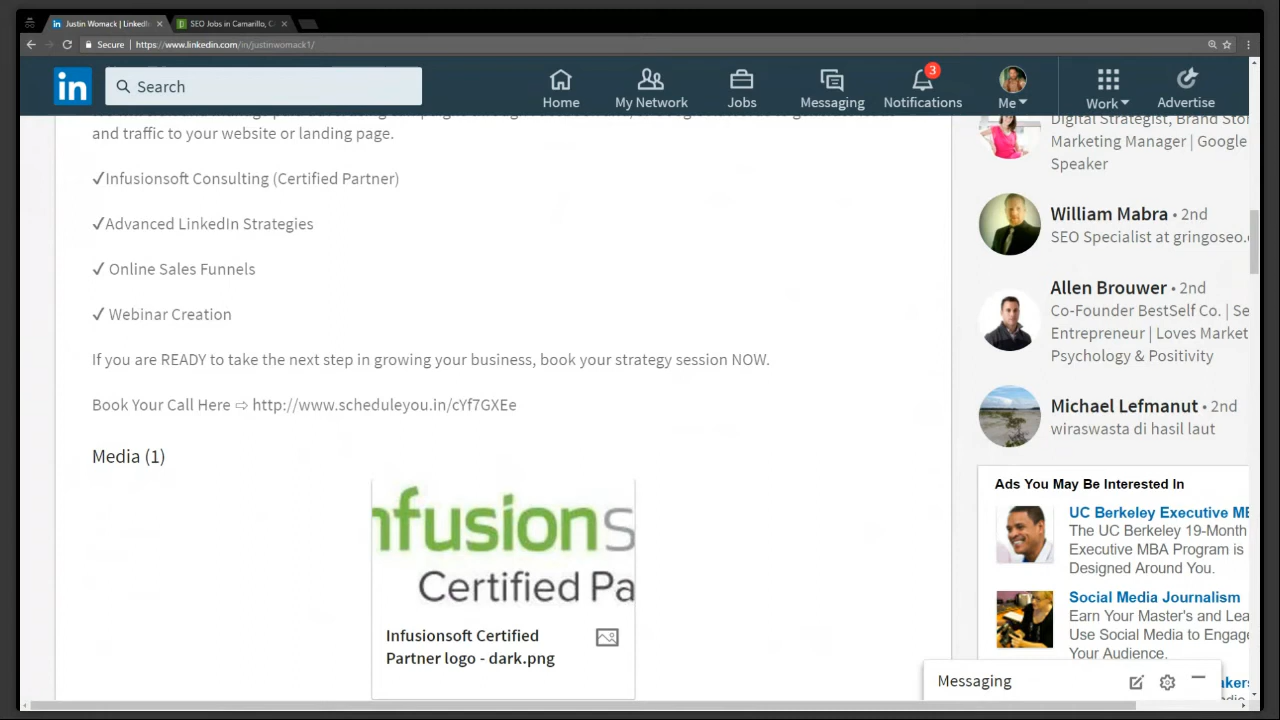 Justin Womack | LinkedIn
SEO Jobs in Camarillo, C
Secure
https://www.linkedin.com/in/justinwomack1/
in
Search
Home
My Network
Jobs
Messaging
3
Notifications
Me
Work
Advertise
and traffic to your website or landing page.
✓Infusionsoft Consulting (Certified Partner)
✓Advanced LinkedIn Strategies
✓ Online Sales Funnels
✓ Webinar Creation
If you are READY to take the next step in growing your business, book your strategy session NOW.
Book Your Call Here ⇨ http://www.scheduleyou.in/cYf7GXEe
Media (1)
nfusions
Certified Pa
Infusionsoft Certified
Partner logo - dark.png
Digital Strategist, Brand Sto
Marketing Manager | Google
Speaker
William Mabra • 2nd
SEO Specialist at gringoseo.
Allen Brouwer • 2nd
Co-Founder BestSelf Co. | Se
Entrepreneur | Loves Market
Psychology & Positivity
Michael Lefmanut • 2nd
wiraswasta di hasil laut
Ads You May Be Interested In
UC Berkeley Executive MB
The UC Berkeley 19-Month
Executive MBA Program is
Designed Around You.
Social Media Journalism
Earn Your Master's and Lea
Use Social Media to Engage
Your Audience.
Messaging